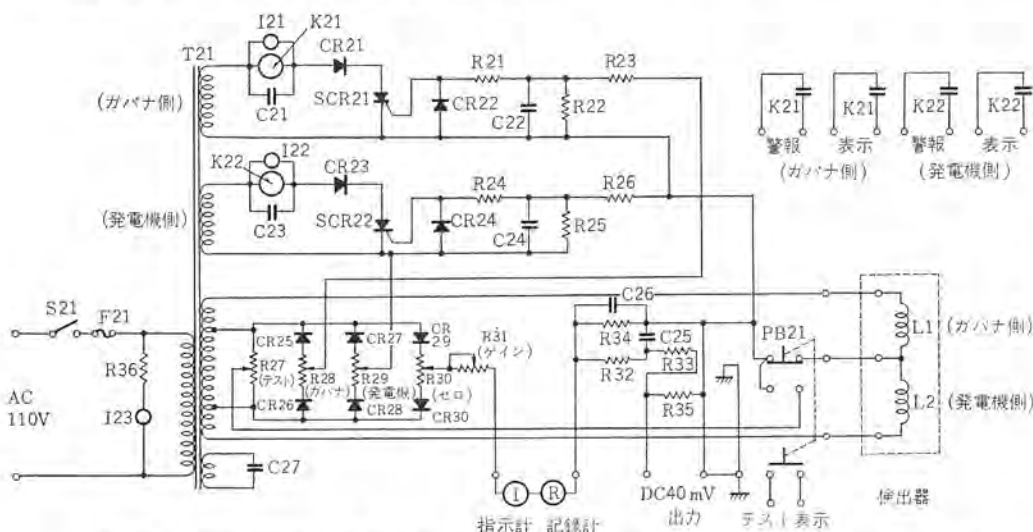 I21
K21
T21
CR21
R21
R23
(ガバナ側)
C21
SCR21
CR22
C22
R22
K21
K21
K22
K22
警報
表示
警報
表示
(ガバナ側)
(発電機側)
I22
K22
CR23
R24
R26
(発電機側)
C23
SCR22
CR24
C24
R25
S21
F21
C26
PB21
L1
(ガバナ側)
CR25
CR27
CR29
R31
(ゲイン)
R34
C25
R33
R36
R27
(テスト)
R28
(ガバナ)
R29
(発電機)
R30
(ゼロ)
R32
L2
(発電機側)
AC
110V
I23
CR26
CR28
CR30
R35
C27
I
R
DC40 mV
検出器
指示計
記録計
出力
テスト表示